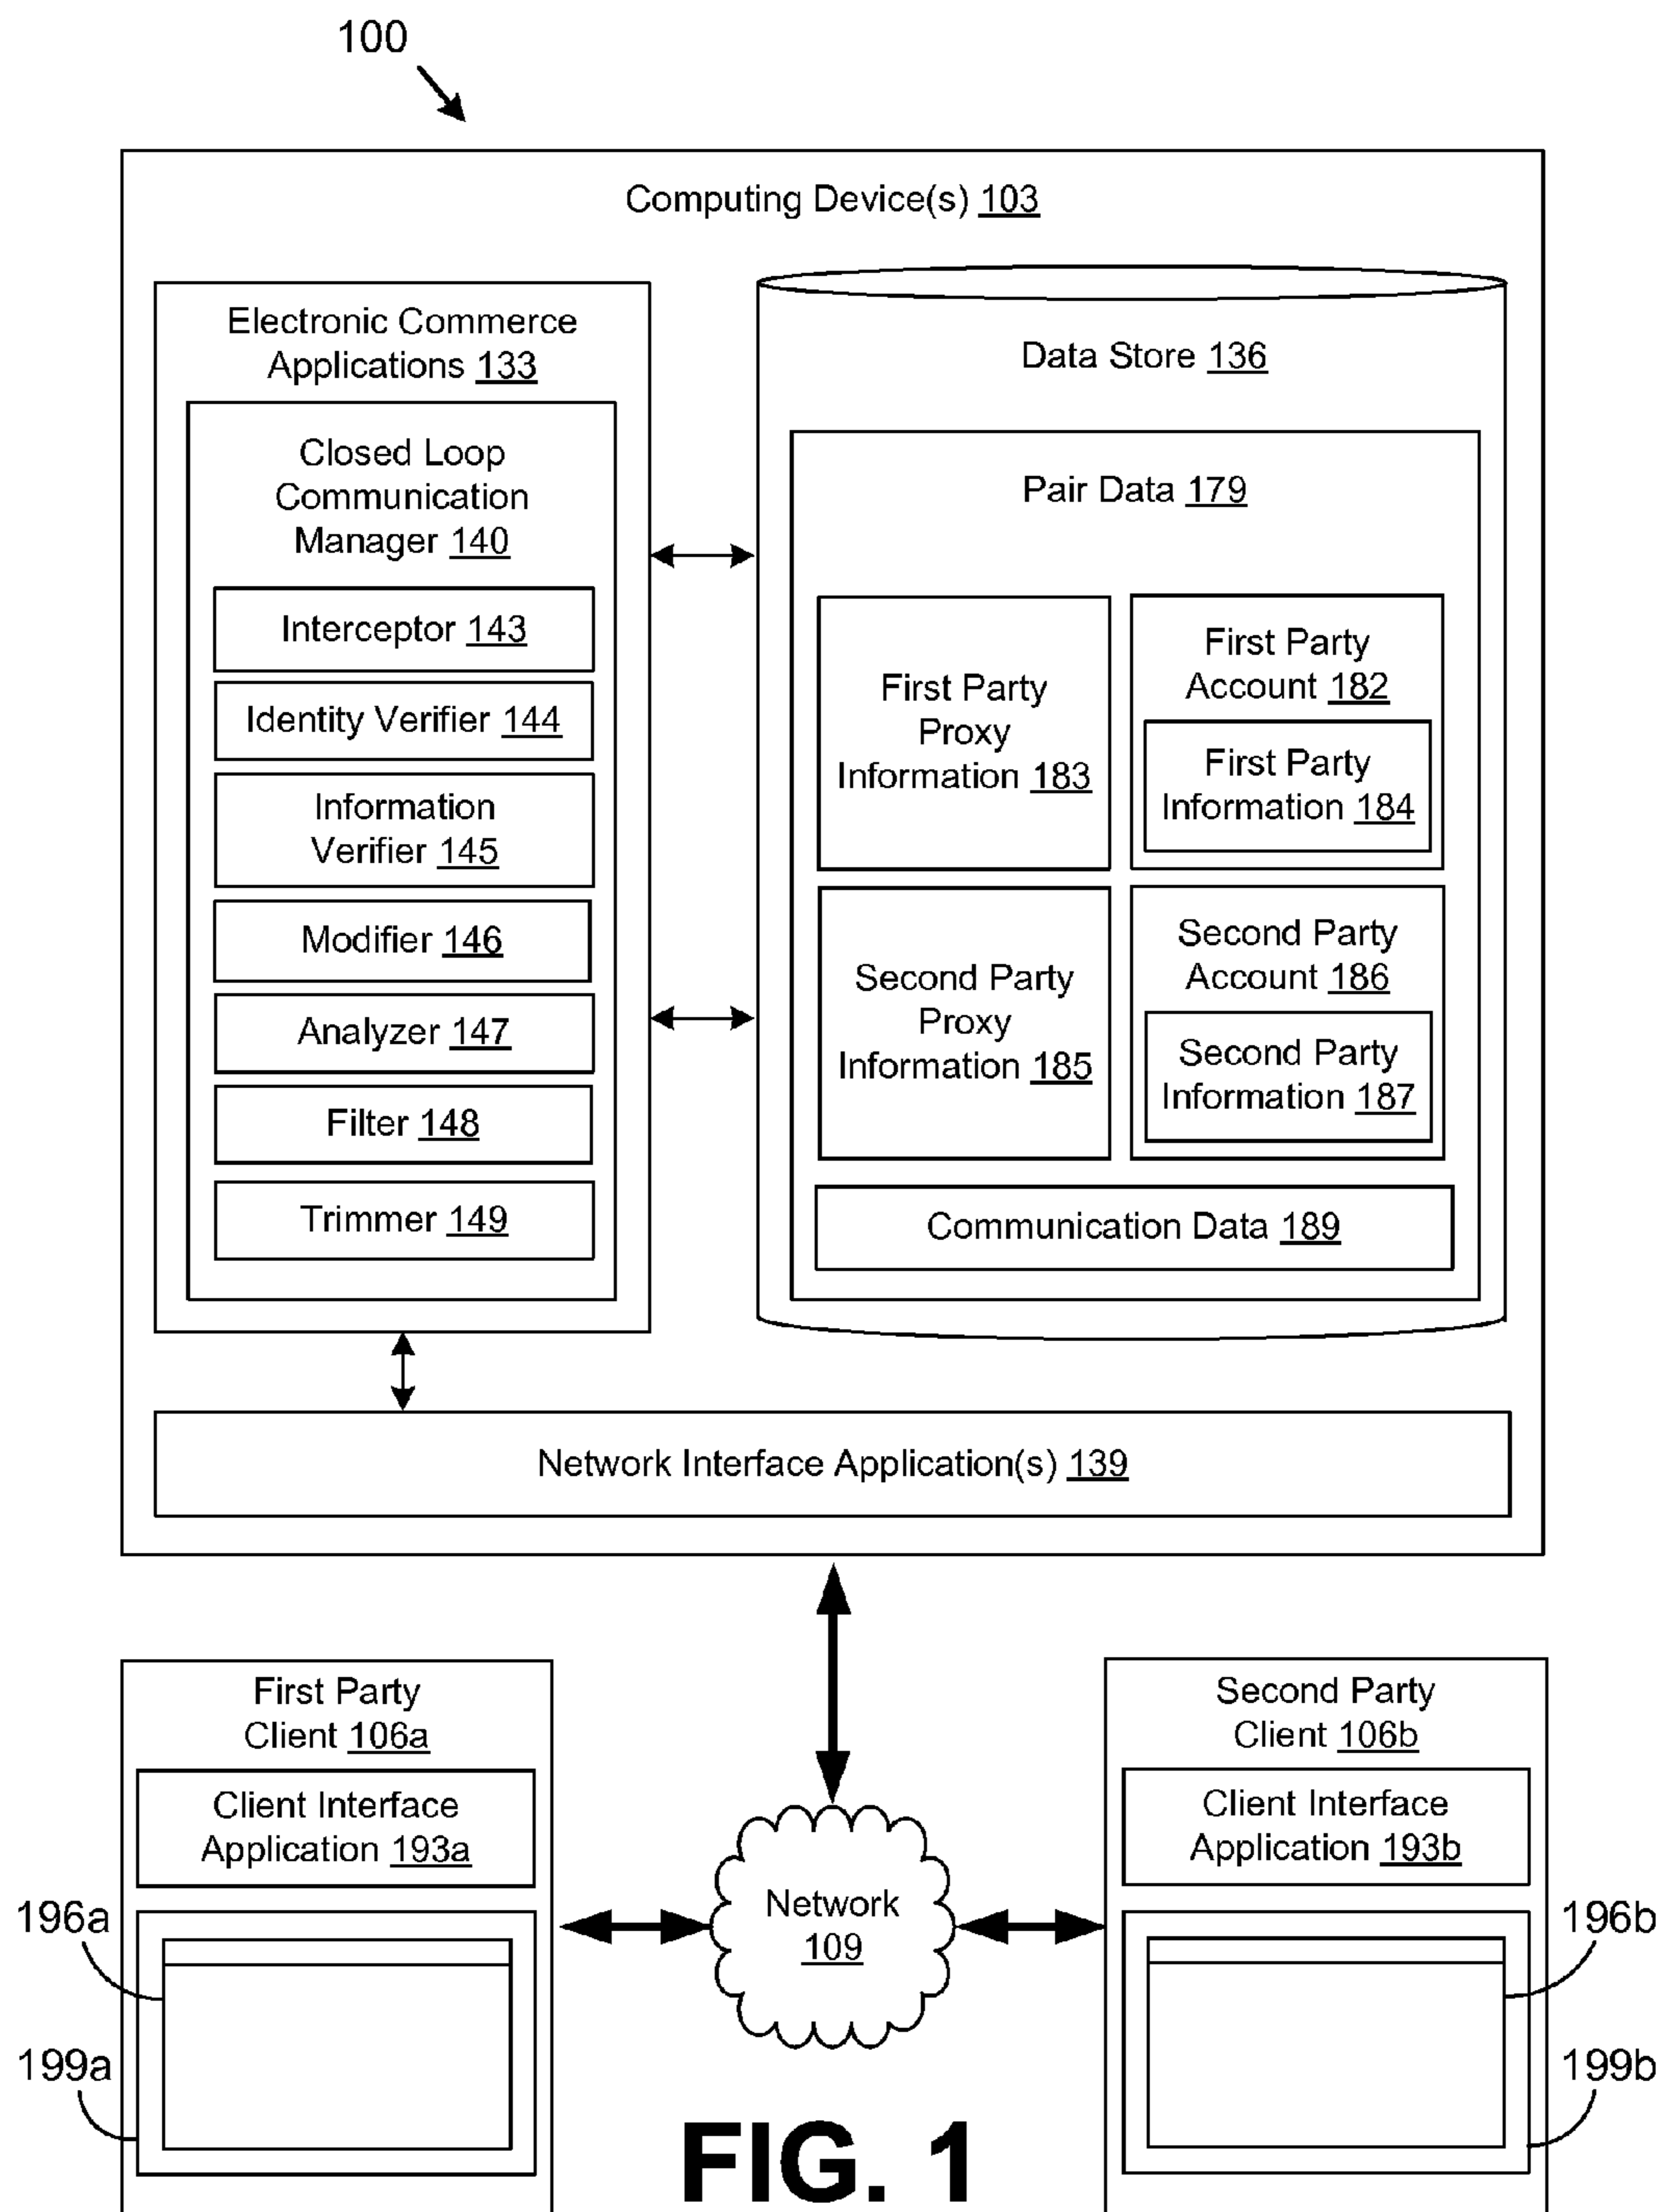 100
Computing Device(s) 103
Electronic Commerce
Applications 133
Closed Loop
Communication
Manager 140
Interceptor 143
Identity Verifier 144
Information
Verifier 145
Modifier 146
Analyzer 147
Filter 148
Trimmer 149
Data Store 136
Pair Data 179
First Party
Proxy
Information 183
First Party
Account 182
First Party
Information 184
Second Party
Proxy
Information 185
Second Party
Account 186
Second Party
Information 187
Communication Data 189
Network Interface Application(s) 139
First Party
Client 106a
Client Interface
Application 193a
196a
199a
Network
109
Second Party
Client 106b
Client Interface
Application 193b
196b
199b
FIG. 1